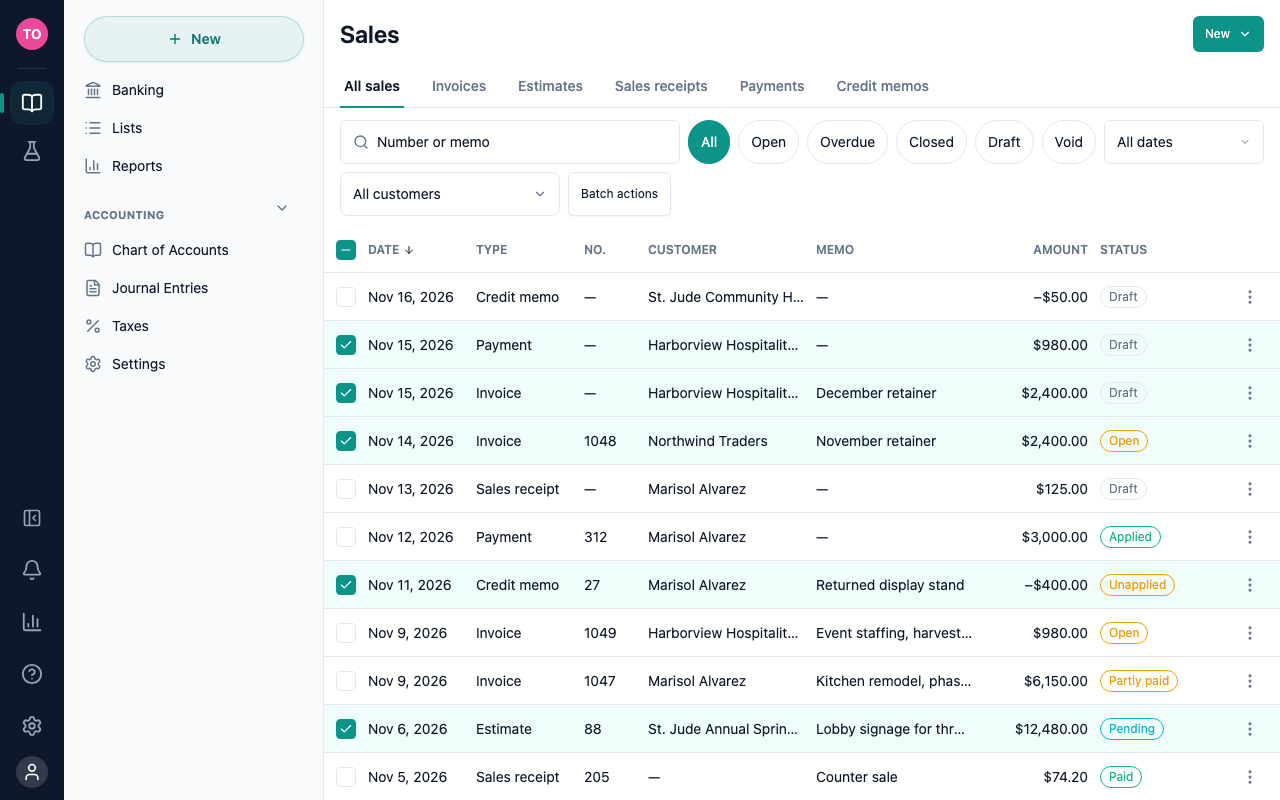 TO
New
Banking
Lists
Reports
ACCOUNTING
Chart of Accounts
Journal Entries
Taxes
Settings
Sales
New
All sales Invoices Estimates Sales receipts Payments Credit memos
Number or memo All Open Overdue Closed Draft Void All dates
All customers Batch actions
DATE TYPE NO. CUSTOMER MEMO AMOUNT STATUS
Nov 16, 2026 Credit memo — St. Jude Community H... — −$50.00 Draft
Nov 15, 2026 Payment — Harborview Hospitalit... — $980.00 Draft
Nov 15, 2026 Invoice — Harborview Hospitalit... December retainer $2,400.00 Draft
Nov 14, 2026 Invoice 1048 Northwind Traders November retainer $2,400.00 Open
Nov 13, 2026 Sales receipt — Marisol Alvarez — $125.00 Draft
Nov 12, 2026 Payment 312 Marisol Alvarez — $3,000.00 Applied
Nov 11, 2026 Credit memo 27 Marisol Alvarez Returned display stand −$400.00 Unapplied
Nov 9, 2026 Invoice 1049 Harborview Hospitalit... Event staffing, harvest... $980.00 Open
Nov 9, 2026 Invoice 1047 Marisol Alvarez Kitchen remodel, phas... $6,150.00 Partly paid
Nov 6, 2026 Estimate 88 St. Jude Annual Sprin... Lobby signage for thr... $12,480.00 Pending
Nov 5, 2026 Sales receipt 205 — Counter sale $74.20 Paid